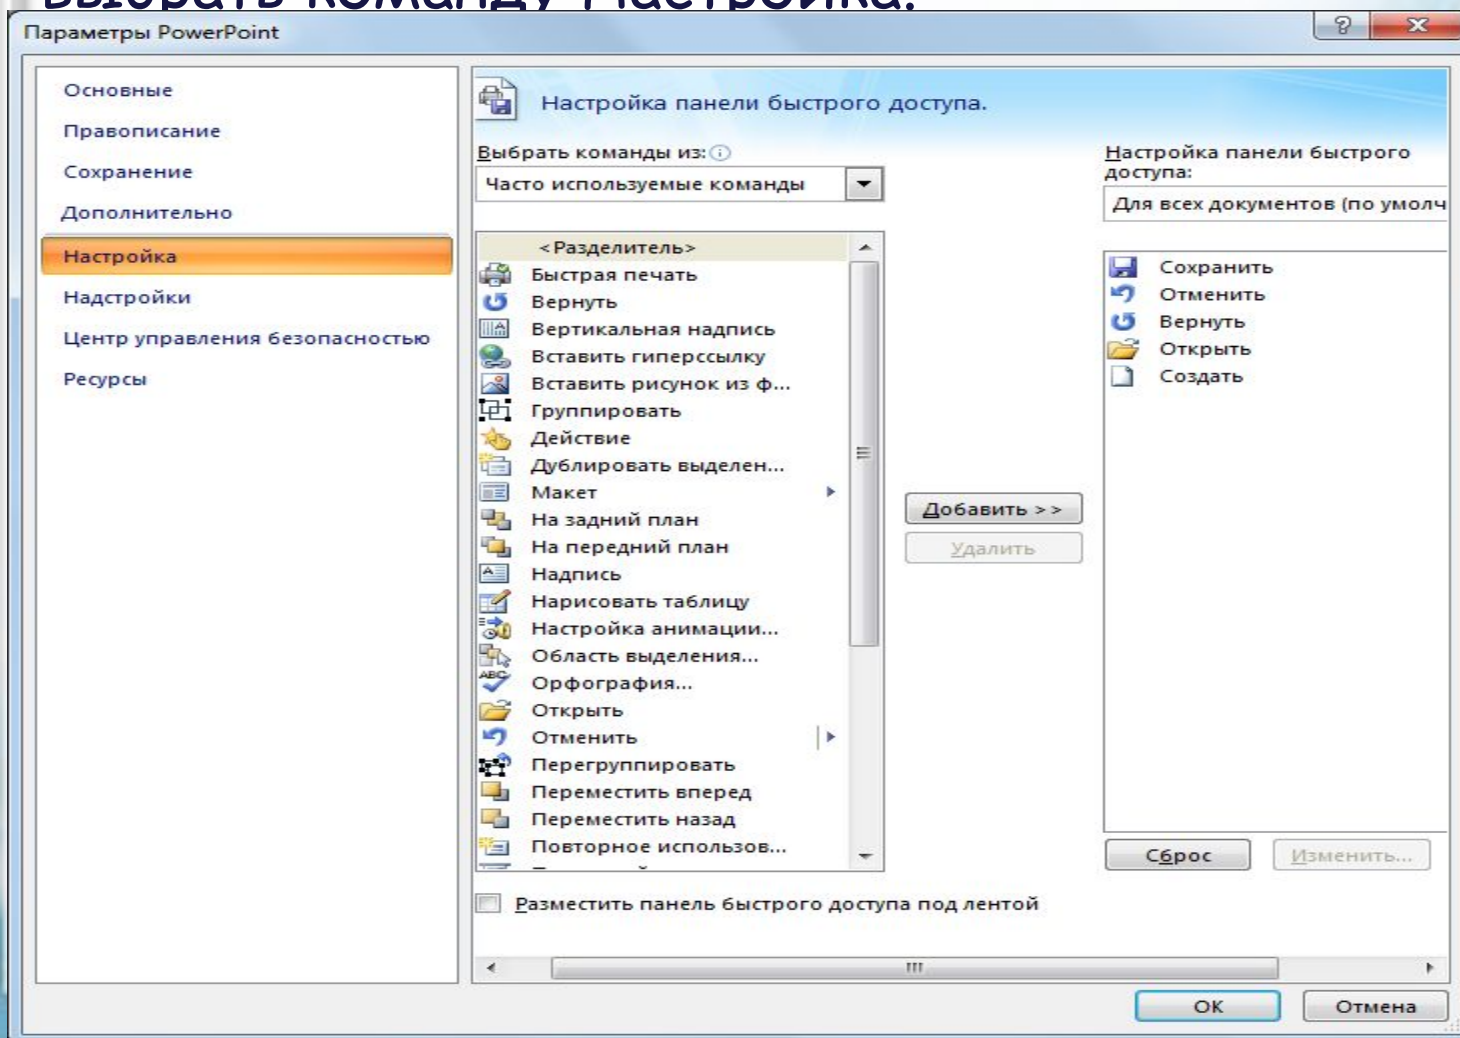 выбрать команду Настройка.
Параметры PowerPoint
Основные
Правописание
Сохранение
Дополнительно
Настройка
Надстройки
Центр управления безопасностью
Ресурсы
Настройка панели быстрого доступа.
Выбрать команды из:
Часто используемые команды
<Разделитель>
Быстрая печать
Вернуть
Вертикальная надпись
Вставить гиперссылку
Вставить рисунок из ф...
Группировать
Действие
Дублировать выделен...
Макет
На задний план
На передний план
Надпись
Нарисовать таблицу
Настройка анимации...
Область выделения...
Орфография...
Открыть
Отменить
Перегруппировать
Переместить вперед
Переместить назад
Повторное использов...
Добавить >>
Удалить
Настройка панели быстрого
доступа:
Для всех документов (по умолч
Сохранить
Отменить
Вернуть
Открыть
Создать
Сброс
Изменить...
Разместить панель быстрого доступа под лентой
ОК
Отмена